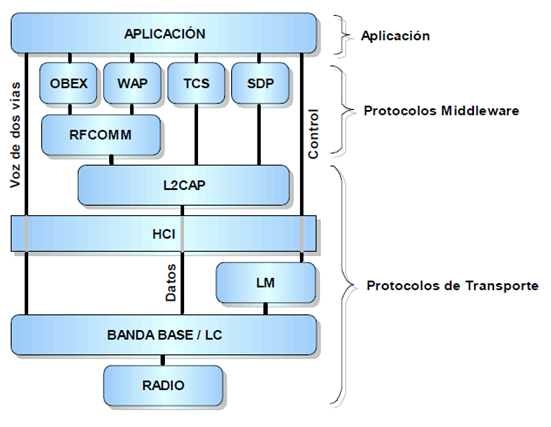 APLICACIÓN
Aplicación
OBEX
WAP
TCS
SDP
Protocolos Middleware
RFCOMM
Voz de dos vías
Control
L2CAP
HCI
Datos
LM
Protocolos de Transporte
BANDA BASE / LC
RADIO